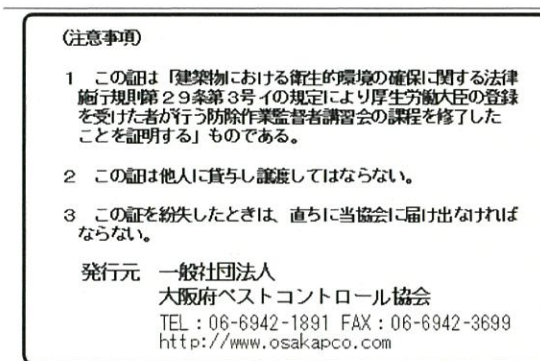 (注意事項)
1 この証は「建築物における衛生的環境の確保に関する法律
施行規則第29条第3号イの規定により厚生労働大臣の登録
を受けた者が行う防除作業監督者講習会の課程を修了した
ことを証明する」ものである。
2 この証は他人に貸与し譲渡してはならない。
3 この証を紛失したときは、直ちに当協会に届け出なければ
ならない。
発行元 一般社団法人
大阪府ペストコントロール協会
TEL:06-6942-1891 FAX:06-6942-3699
http://www.osakapco.com